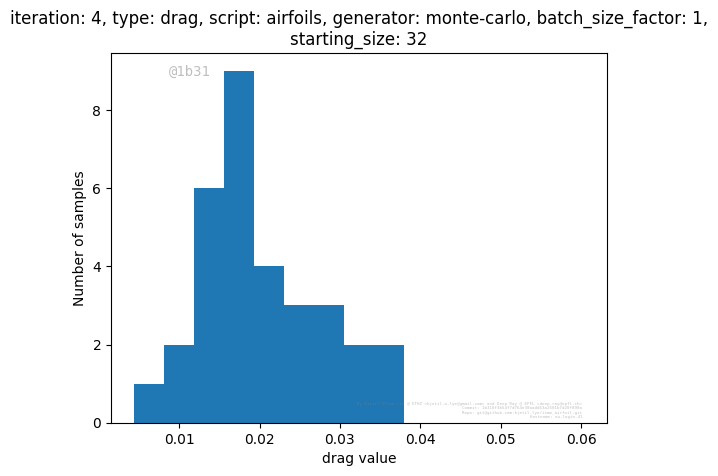 iteration: 4, type: drag, script: airfoils, generator: monte-carlo, batch_size_factor: 1,
starting_size: 32
@1b31
8
6
4
2
0
Number of samples
0.01 0.02 0.03 0.04 0.05 0.06
drag value